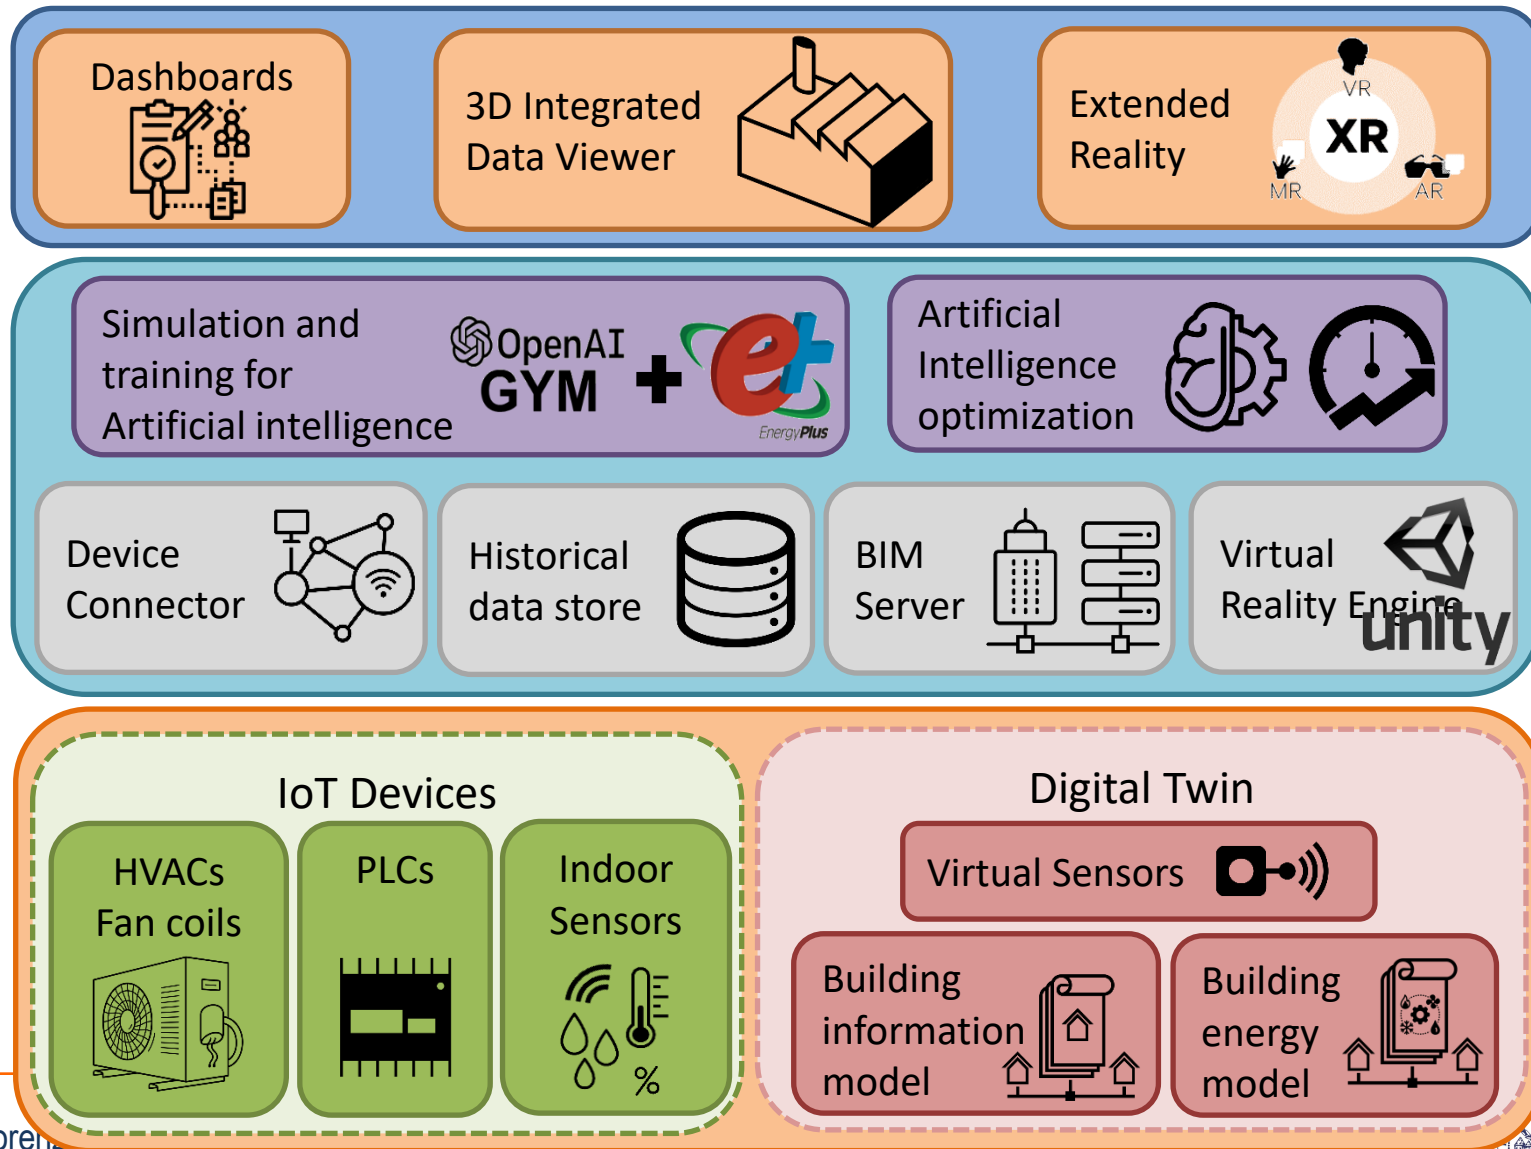 Dashboards
3D Integrated
Data Viewer
Extended
Reality
VR
XR
MR
AR
Simulation and
training for
Artificial intelligence
OpenAI
GYM
e+
EnergyPlus
Artificial
Intelligence
optimization
Device
Connector
Historical
data store
BIM
Server
Virtual
Reality Engine
unity
IoT Devices
HVACs
Fan coils
PLCs
Indoor
Sensors
%
Digital Twin
Virtual Sensors
Building
information
model
Building
energy
model